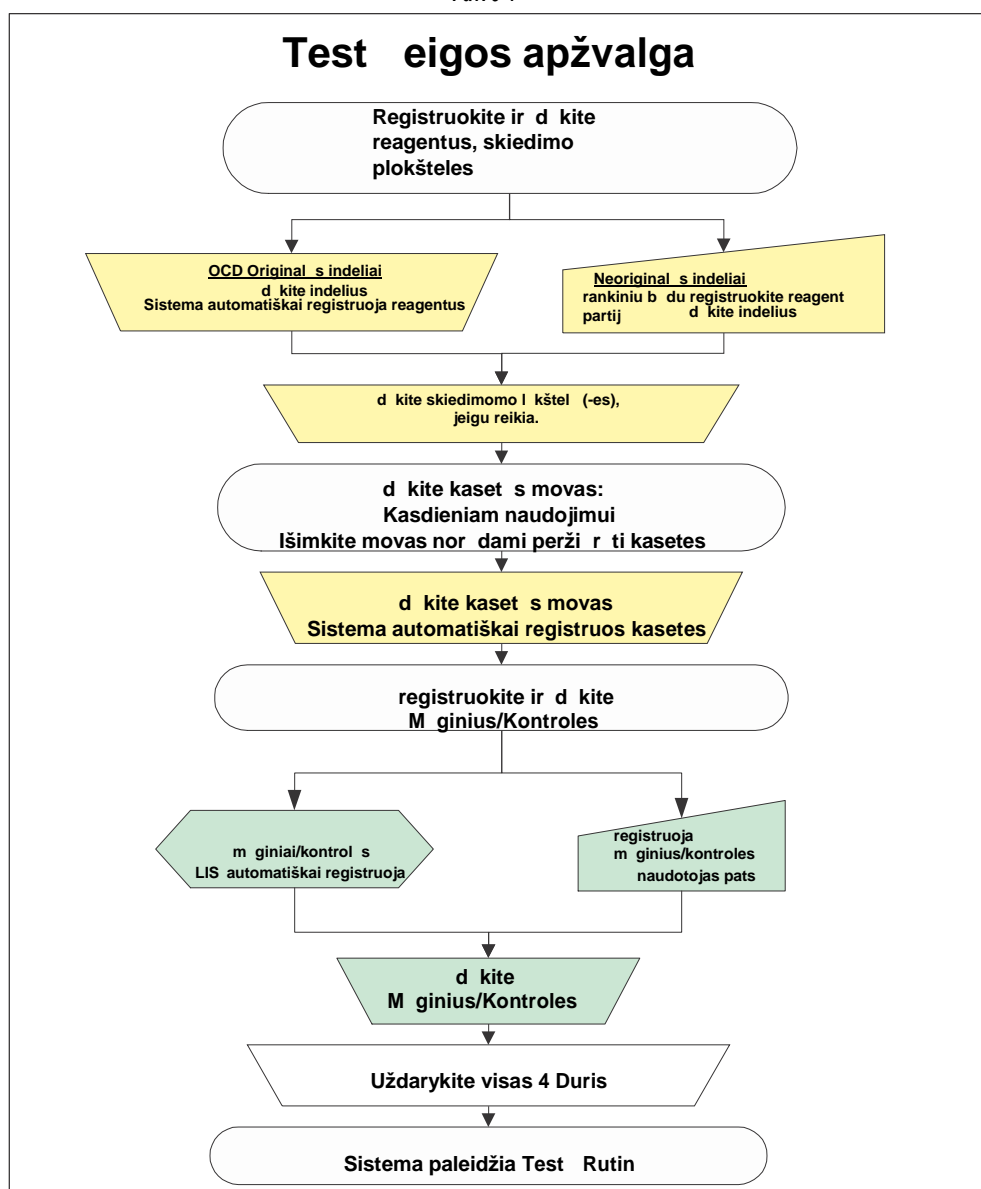 Test eigos apžvalga
Registruokite ir d kite
reagentus, skiedimo
plokšteles
OCD Original s indeliai
d kite indelius
Sistema automatiškai registruoja reagentus
Neoriginal s indeliai
rankiniu b du registruokite reagent
partij d kite indelius
d kite skiedimomo l kštel (-es),
jeigu reikia.
d kite kaset s movas:
Kasdieniam naudojimui
Išimkite movas nor dami perži r ti kasetes
d kite kaset s movas
Sistema automatiškai registruos kasetes
registruokite ir d kite
M ginius/Kontroles
m giniai/kontrol s
LIS automatiškai registruoja
registruoja
m ginius/kontroles
naudotojas pats
d kite
M ginius/Kontroles
Uždarykite visas 4 Duris
Sistema paleidžia Test Rutin